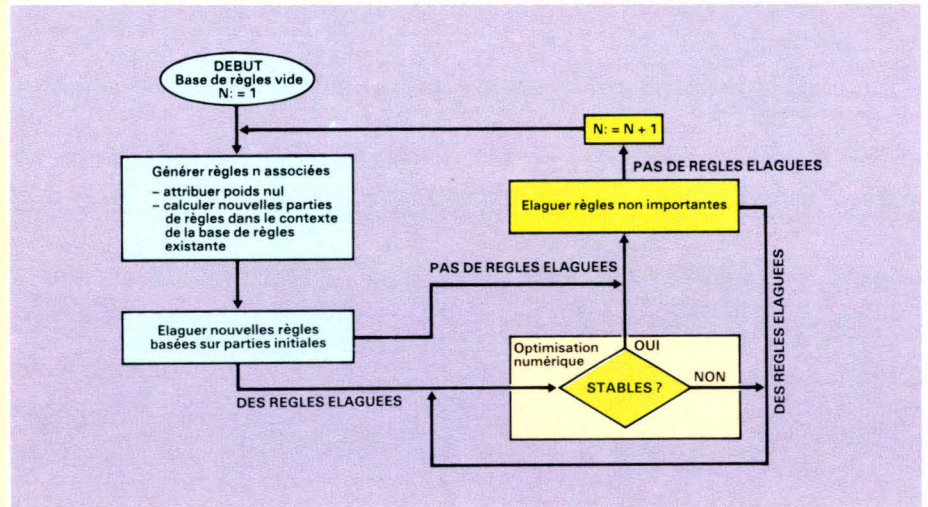 DEBUT
Base de règles vide
N: = 1
N: = N + 1
PAS DE REGLES ELAGUEES
Générer règles n associées
– attribuer poids nul
– calculer nouvelles parties
de règles dans le contexte
de la base de règles
existante
Elaguer règles non importantes
PAS DE REGLES ELAGUEES
DES REGLES ELAGUEES
Elaguer nouvelles règles
basées sur parties initiales
Optimisation
numérique
OUI
STABLES ?
NON
DES REGLES ELAGUEES